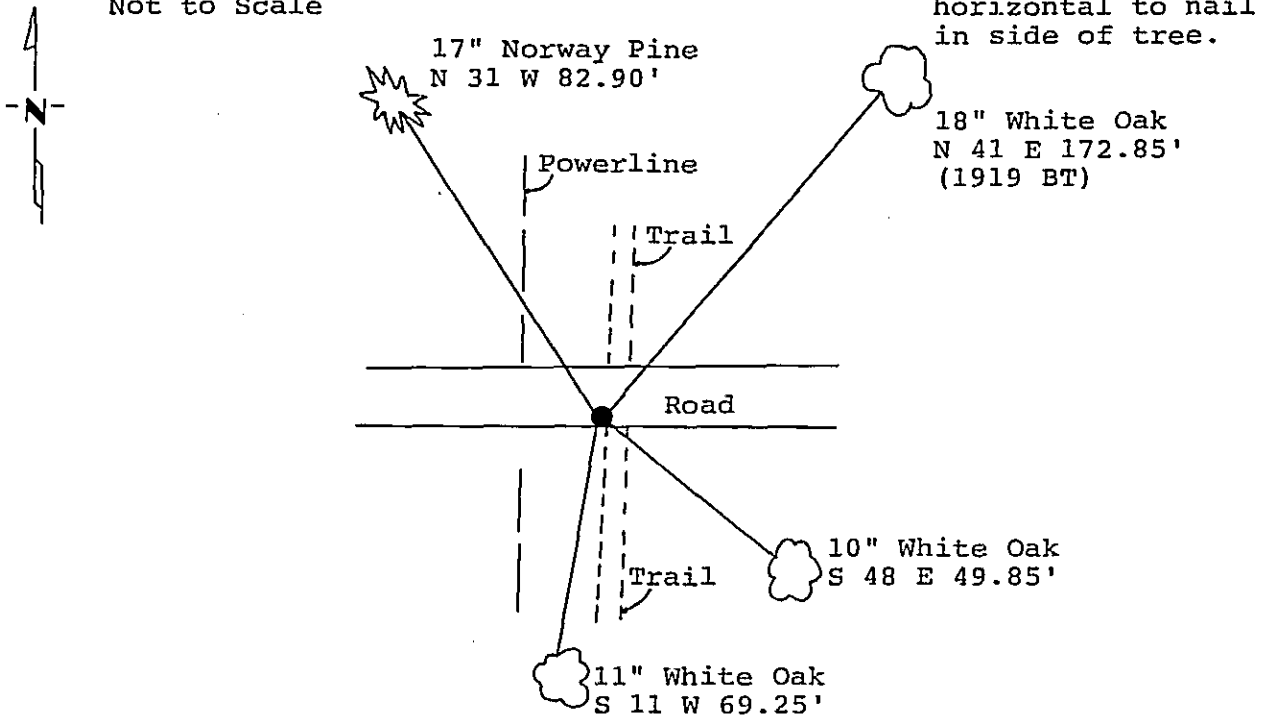 Not to Scale
horizontal to nail
in side of tree.
17" Norway Pine
N 31 W 82.90'
N
18" White Oak
N 41 E 172.85'
(1919 BT)
Powerline
Trail
Road
10" White Oak
S 48 E 49.85'
Trail
11" White Oak
S 11 W 69.25'